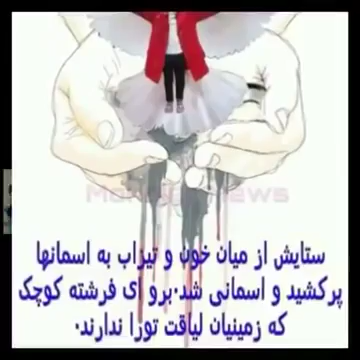 ستایش از میان خون و تیزاب به اسمانها
پرکشید و اسمانی شد.برو ای فرشته کوچک
که زمینیان لیاقت تورا ندارند.